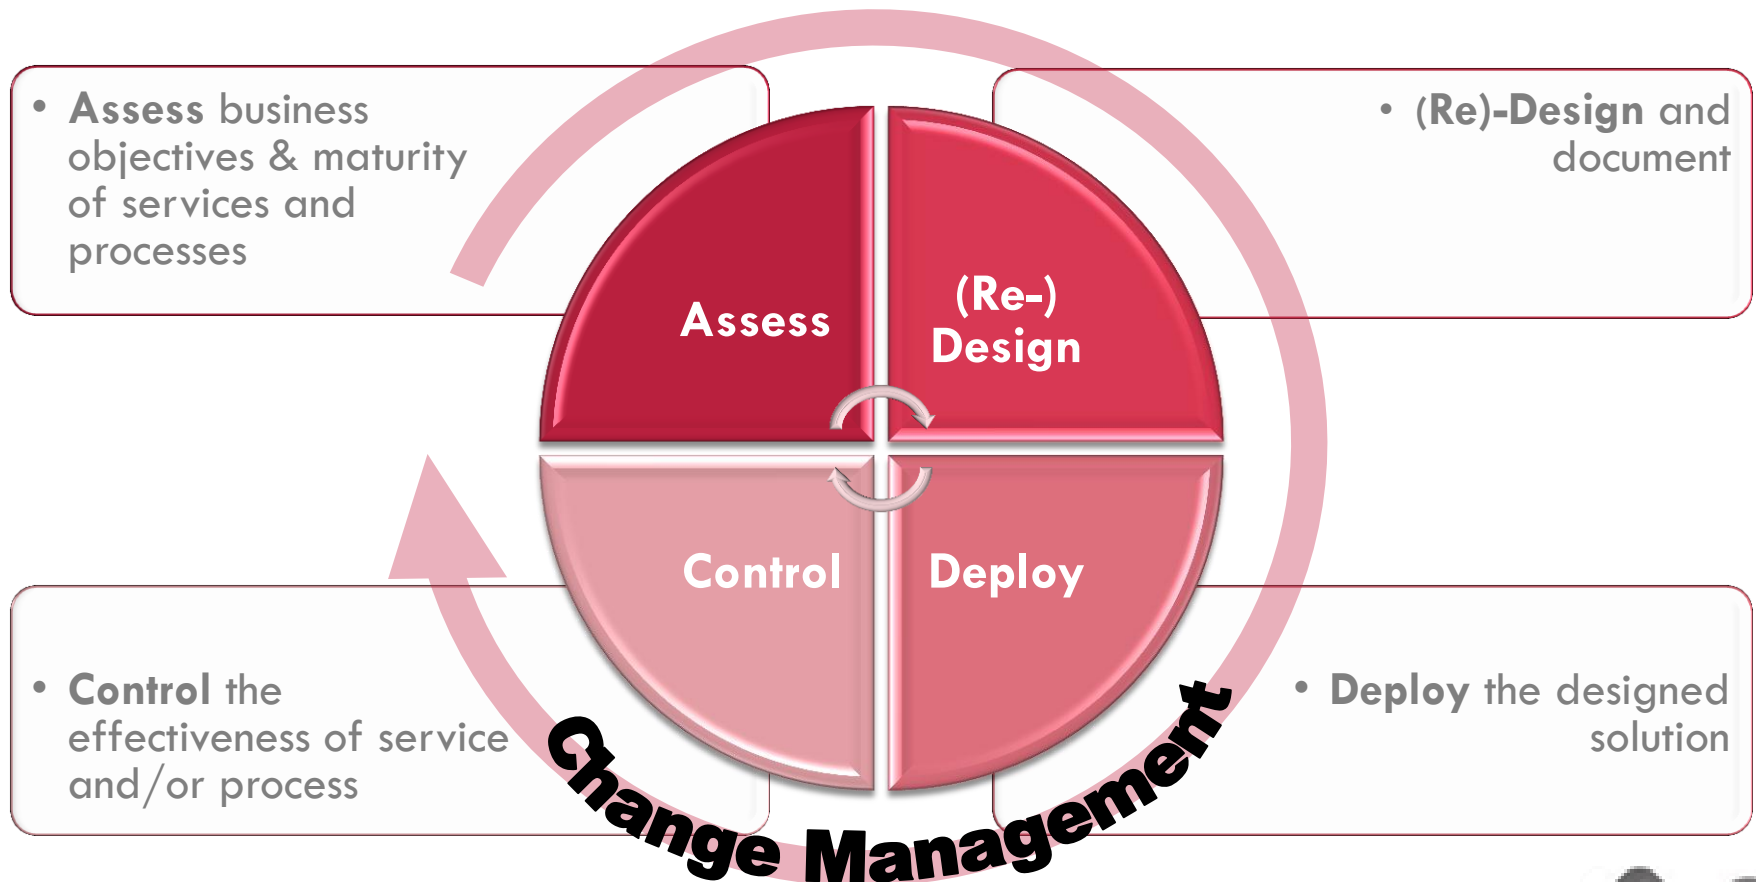 • Assess business
objectives & maturity
of services and
processes
• (Re)-Design and
document
Assess
(Re-)
Design
Control
Deploy
• Control the
effectiveness of service
and/or process
• Deploy the designed
solution
Change Management